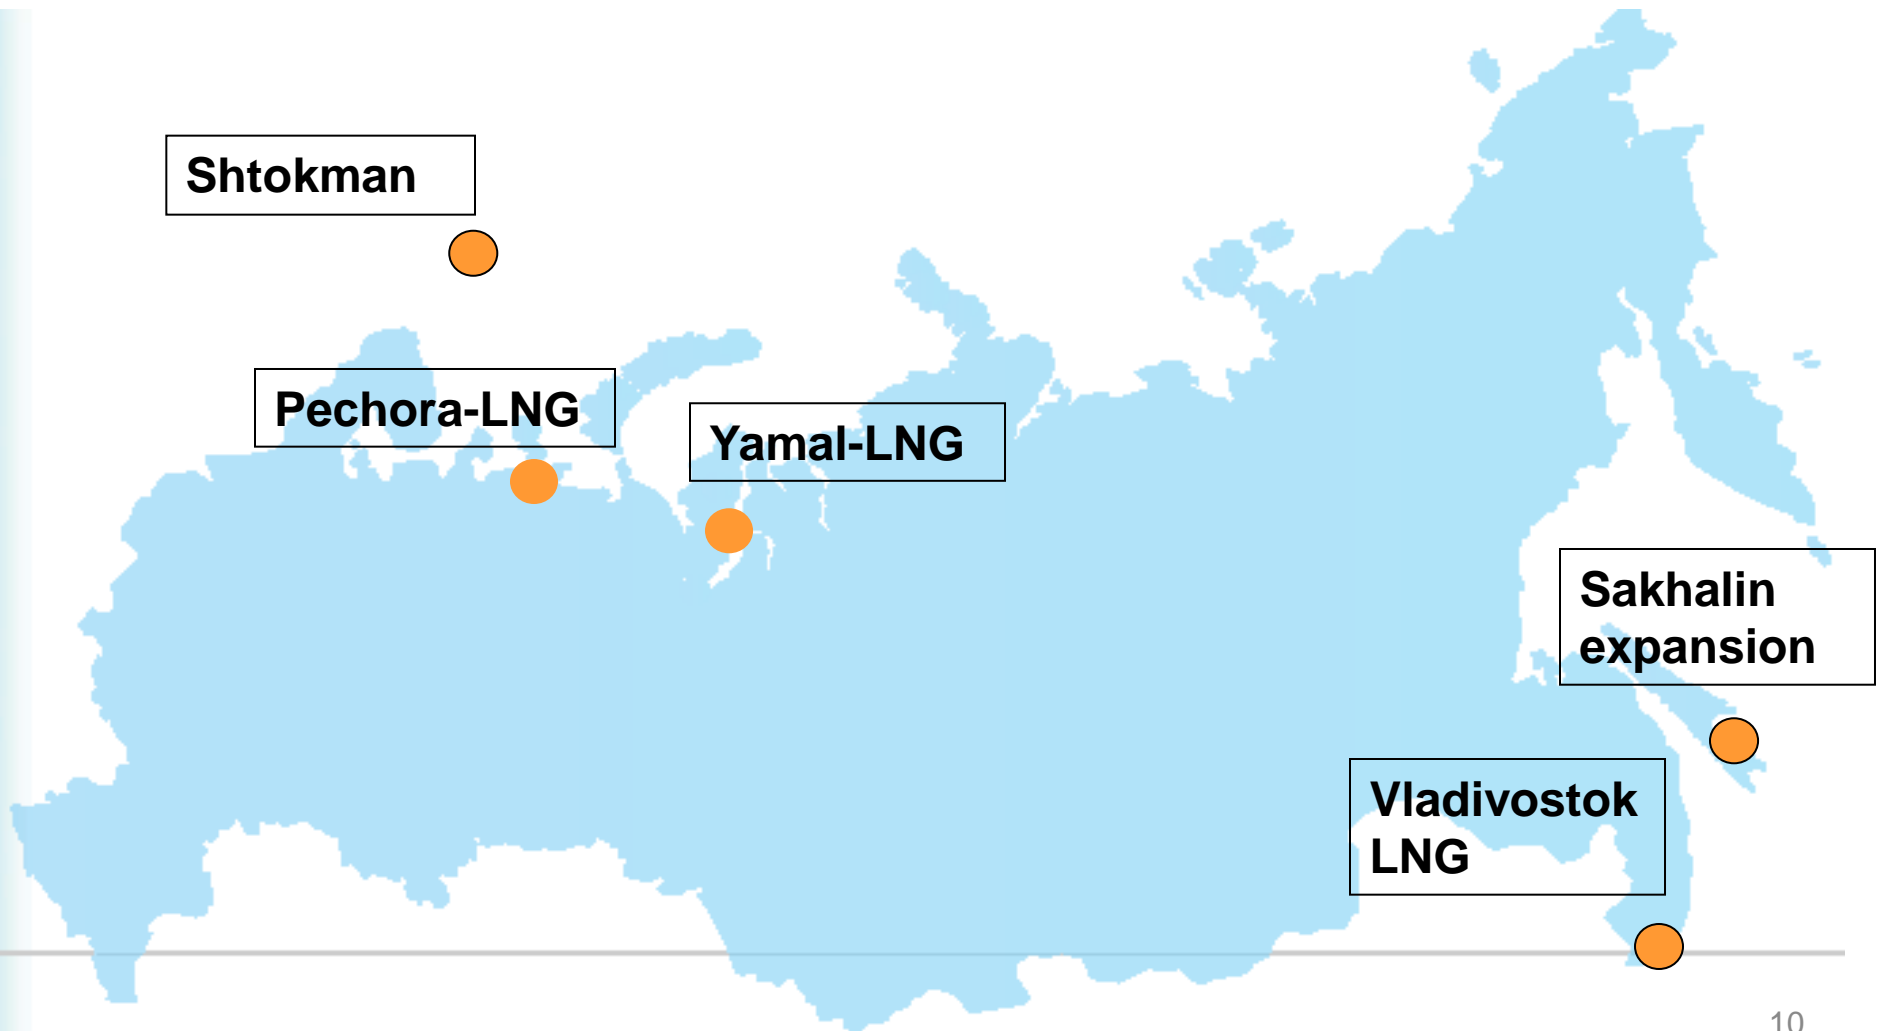 Shtokman
Pechora-LNG
Yamal-LNG
Sakhalin
expansion
Vladivostok
LNG
10